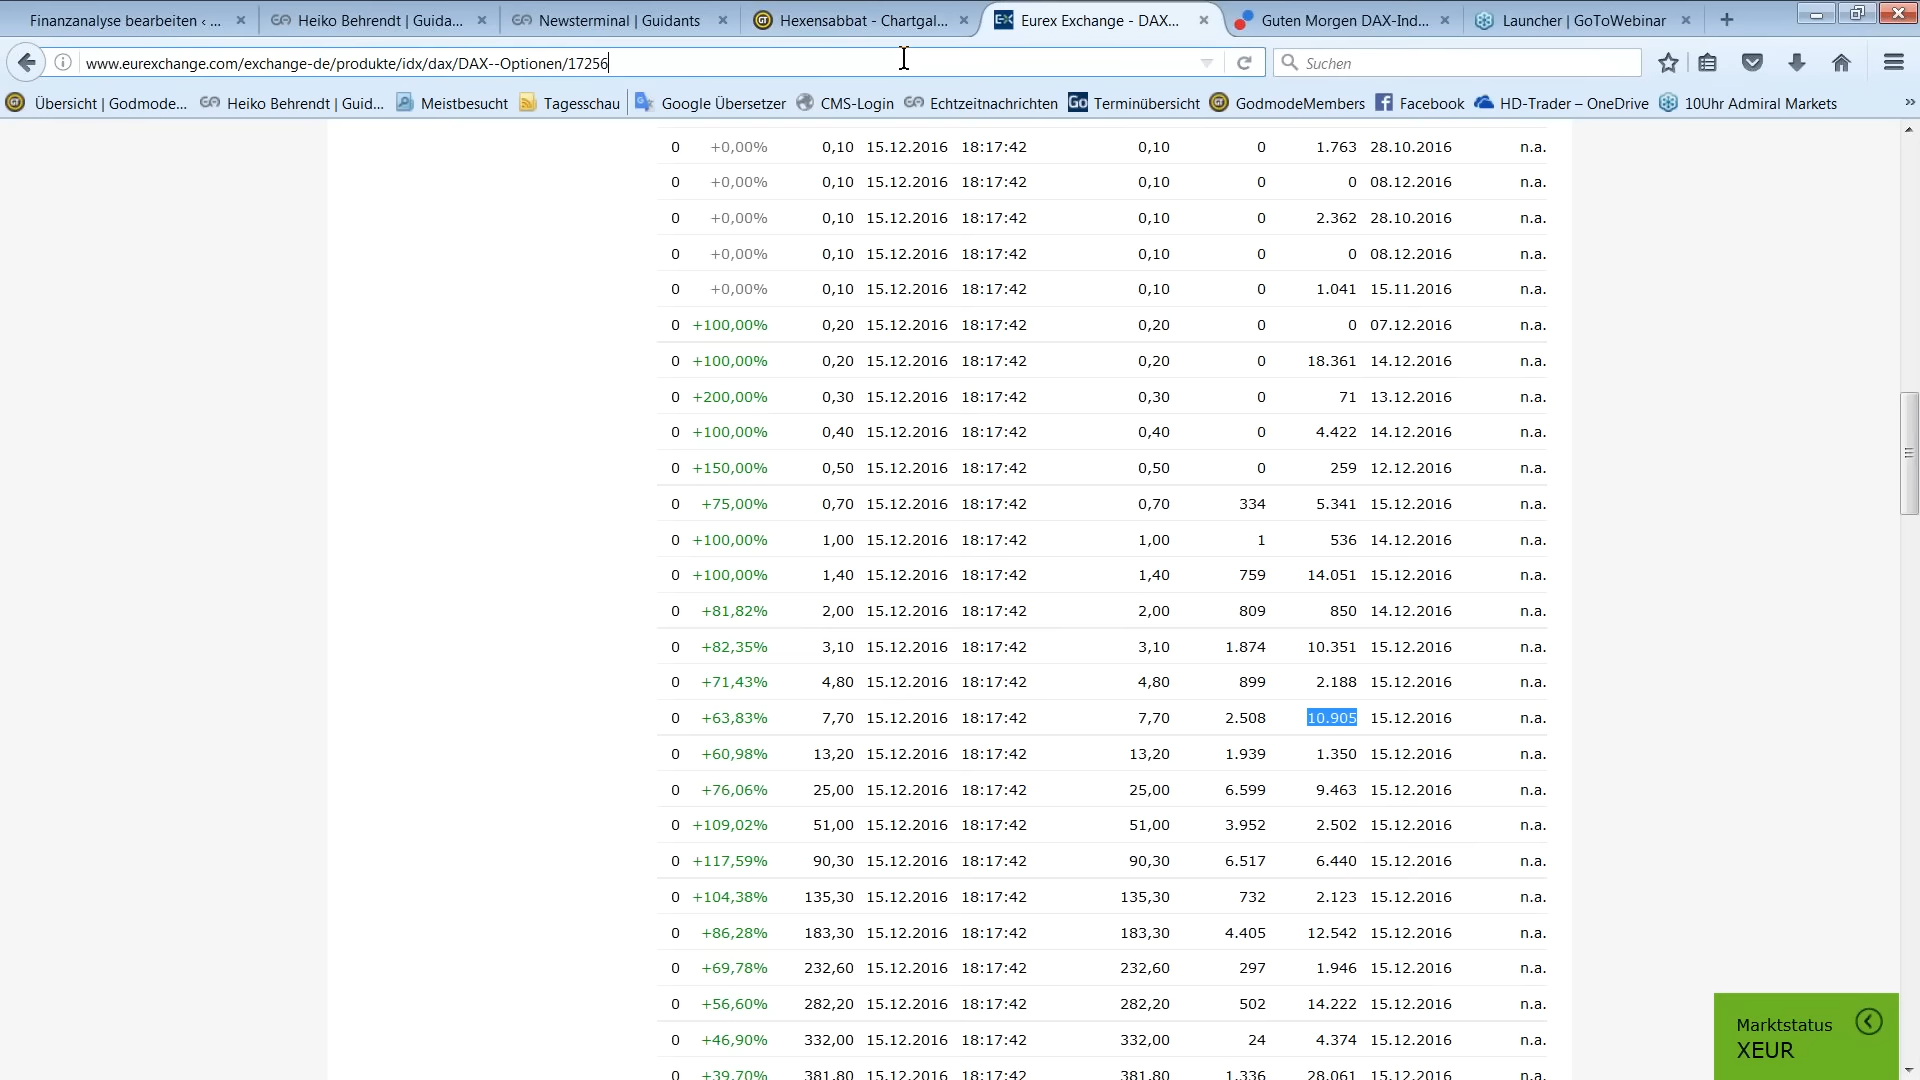 Finanzanalyse bearbeiten ‹ ... Heiko Behrendt | Guida... Newsterminal | Guidants Hexensabbat - Chartgal... Eurex Exchange - DAX... Guten Morgen DAX-Ind... Launcher | GoToWebinar
www.eurexchange.com/exchange-de/produkte/idx/dax/DAX--Optionen/17256 Suchen
Übersicht | Godmode... Heiko Behrendt | Guid... Meistbesucht Tagesschau Google Übersetzer CMS-Login Echtzeitnachrichten Go Terminübersicht GodmodeMembers Facebook HD-Trader – OneDrive 10Uhr Admiral Markets »
0 +0,00% 0,10 15.12.2016 18:17:42 0,10 0 1.763 28.10.2016 n.a.
0 +0,00% 0,10 15.12.2016 18:17:42 0,10 0 0 08.12.2016 n.a.
0 +0,00% 0,10 15.12.2016 18:17:42 0,10 0 2.362 28.10.2016 n.a.
0 +0,00% 0,10 15.12.2016 18:17:42 0,10 0 0 08.12.2016 n.a.
0 +0,00% 0,10 15.12.2016 18:17:42 0,10 0 1.041 15.11.2016 n.a.
0 +100,00% 0,20 15.12.2016 18:17:42 0,20 0 0 07.12.2016 n.a.
0 +100,00% 0,20 15.12.2016 18:17:42 0,20 0 18.361 14.12.2016 n.a.
0 +200,00% 0,30 15.12.2016 18:17:42 0,30 0 71 13.12.2016 n.a.
0 +100,00% 0,40 15.12.2016 18:17:42 0,40 0 4.422 14.12.2016 n.a.
0 +150,00% 0,50 15.12.2016 18:17:42 0,50 0 259 12.12.2016 n.a.
0 +75,00% 0,70 15.12.2016 18:17:42 0,70 334 5.341 15.12.2016 n.a.
0 +100,00% 1,00 15.12.2016 18:17:42 1,00 1 536 14.12.2016 n.a.
0 +100,00% 1,40 15.12.2016 18:17:42 1,40 759 14.051 15.12.2016 n.a.
0 +81,82% 2,00 15.12.2016 18:17:42 2,00 809 850 14.12.2016 n.a.
0 +82,35% 3,10 15.12.2016 18:17:42 3,10 1.874 10.351 15.12.2016 n.a.
0 +71,43% 4,80 15.12.2016 18:17:42 4,80 899 2.188 15.12.2016 n.a.
0 +63,83% 7,70 15.12.2016 18:17:42 7,70 2.508 10.905 15.12.2016 n.a.
0 +60,98% 13,20 15.12.2016 18:17:42 13,20 1.939 1.350 15.12.2016 n.a.
0 +76,06% 25,00 15.12.2016 18:17:42 25,00 6.599 9.463 15.12.2016 n.a.
0 +109,02% 51,00 15.12.2016 18:17:42 51,00 3.952 2.502 15.12.2016 n.a.
0 +117,59% 90,30 15.12.2016 18:17:42 90,30 6.517 6.440 15.12.2016 n.a.
0 +104,38% 135,30 15.12.2016 18:17:42 135,30 732 2.123 15.12.2016 n.a.
0 +86,28% 183,30 15.12.2016 18:17:42 183,30 4.405 12.542 15.12.2016 n.a.
0 +69,78% 232,60 15.12.2016 18:17:42 232,60 297 1.946 15.12.2016 n.a.
0 +56,60% 282,20 15.12.2016 18:17:42 282,20 502 14.222 15.12.2016 n.a.
0 +46,90% 332,00 15.12.2016 18:17:42 332,00 24 4.374 15.12.2016 n.a.
0 +39,70% 381,80 15.12.2016 18:17:42 381,80 1.336 28.061 15.12.2016 n.a.
Marktstatus
XEUR